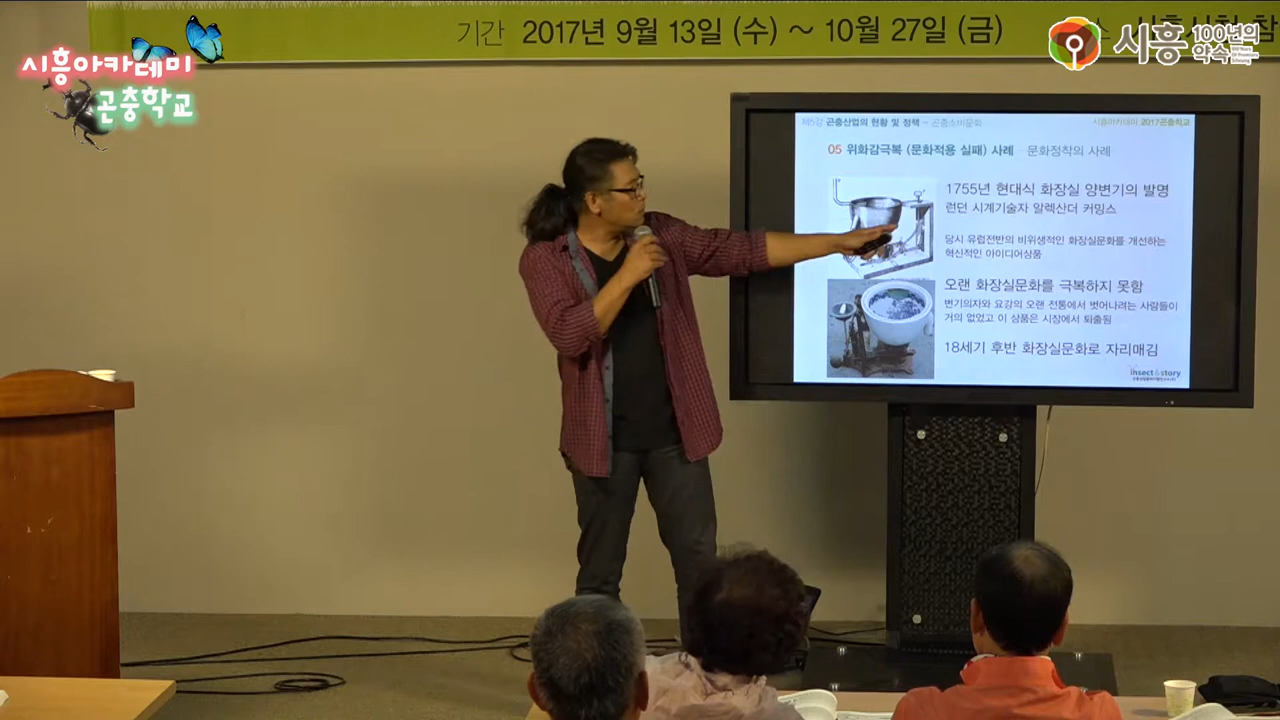 기간 2017년 9월 13일 (수) ~ 10월 27일 (금)
시흥
100년의
약속
시흥아카데미
곤충학교
제5강 곤충산업의 현황 및 정책 - 곤충소비문화
시흥아카데미 2017곤충학교
05 위화감극복 (문화적용 실패) 사례 - 문화정착의 사례
1755년 현대식 화장실 양변기의 발명
런던 시계기술자 알렉산더 커밍스
당시 유럽전반의 비위생적인 화장실문화를 개선하는
혁신적인 아이디어상품
오랜 화장실문화를 극복하지 못함
변기의자와 요강의 오랜 전통에서 벗어나려는 사람들이
거의 없었고 이 상품은 시장에서 퇴출됨
18세기 후반 화장실문화로 자리매김
insect&story